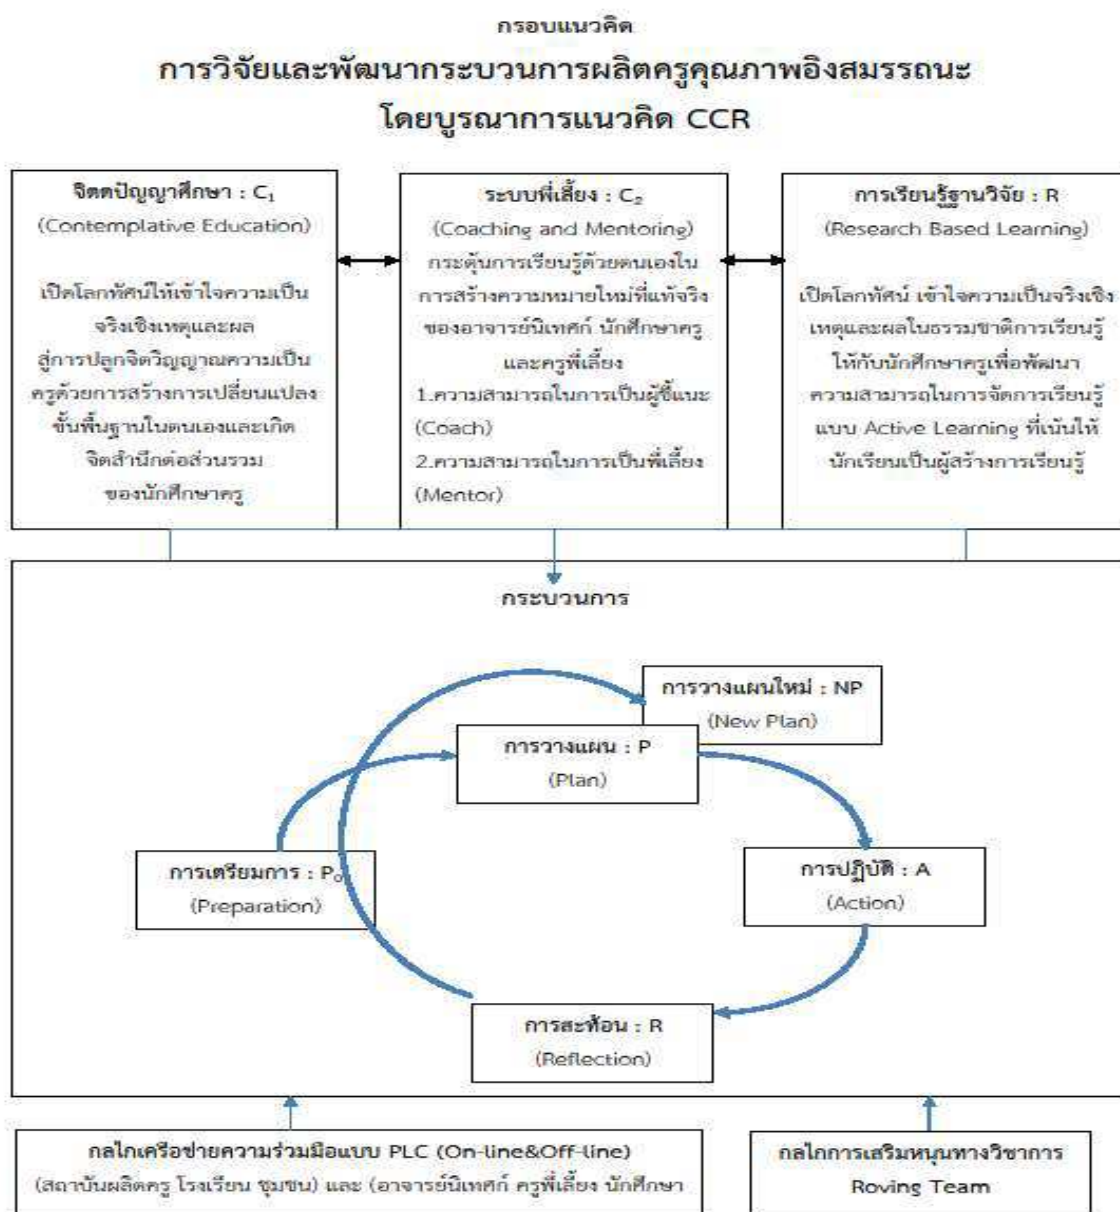 กรอบแนวคิด
การวิจัยและพัฒนากระบวนการผลิตครูคุณภาพอิงสมรรถนะ
โดยบูรณาการแนวคิด CCR
จิตตปัญญาศึกษา : C₁
(Contemplative Education)
เปิดโลกทัศน์ให้เข้าใจความเป็น
จริงเชิงเหตุและผล
สู่การปลูกจิตวิญญาณความเป็น
ครูด้วยการสร้างการเปลี่ยนแปลง
ขั้นพื้นฐานในตนเองและเกิด
จิตสำนึกต่อส่วนรวม
ของนักศึกษาครู
ระบบพี่เลี้ยง : C₂
(Coaching and Mentoring)
กระตุ้นการเรียนรู้ด้วยตนเองใน
การสร้างความหมายใหม่ที่แท้จริง
ของอาจารย์นิเทศก์ นักศึกษาครู
และครูพี่เลี้ยง
1.ความสามารถในการเป็นผู้ชี้แนะ
(Coach)
2.ความสามารถในการเป็นพี่เลี้ยง
(Mentor)
การเรียนรู้ฐานวิจัย : R
(Research Based Learning)
เปิดโลกทัศน์ เข้าใจความเป็นจริงเชิง
เหตุและผลในธรรมชาติการเรียนรู้
ให้กับนักศึกษาครูเพื่อพัฒนา
ความสามารถในการจัดการเรียนรู้
แบบ Active Learning ที่เน้นให้
นักเรียนเป็นผู้สร้างการเรียนรู้
กระบวนการ
การวางแผนใหม่ : NP
(New Plan)
การวางแผน : P
(Plan)
การเตรียมการ : P₀
(Preparation)
การปฏิบัติ : A
(Action)
การสะท้อน : R
(Reflection)
กลไกเครือข่ายความร่วมมือแบบ PLC (On-line&Off-line)
(สถาบันผลิตครู โรงเรียน ชุมชน) และ (อาจารย์นิเทศก์ ครูพี่เลี้ยง นักศึกษา
กลไกการเสริมหนุนทางวิชาการ
Roving Team